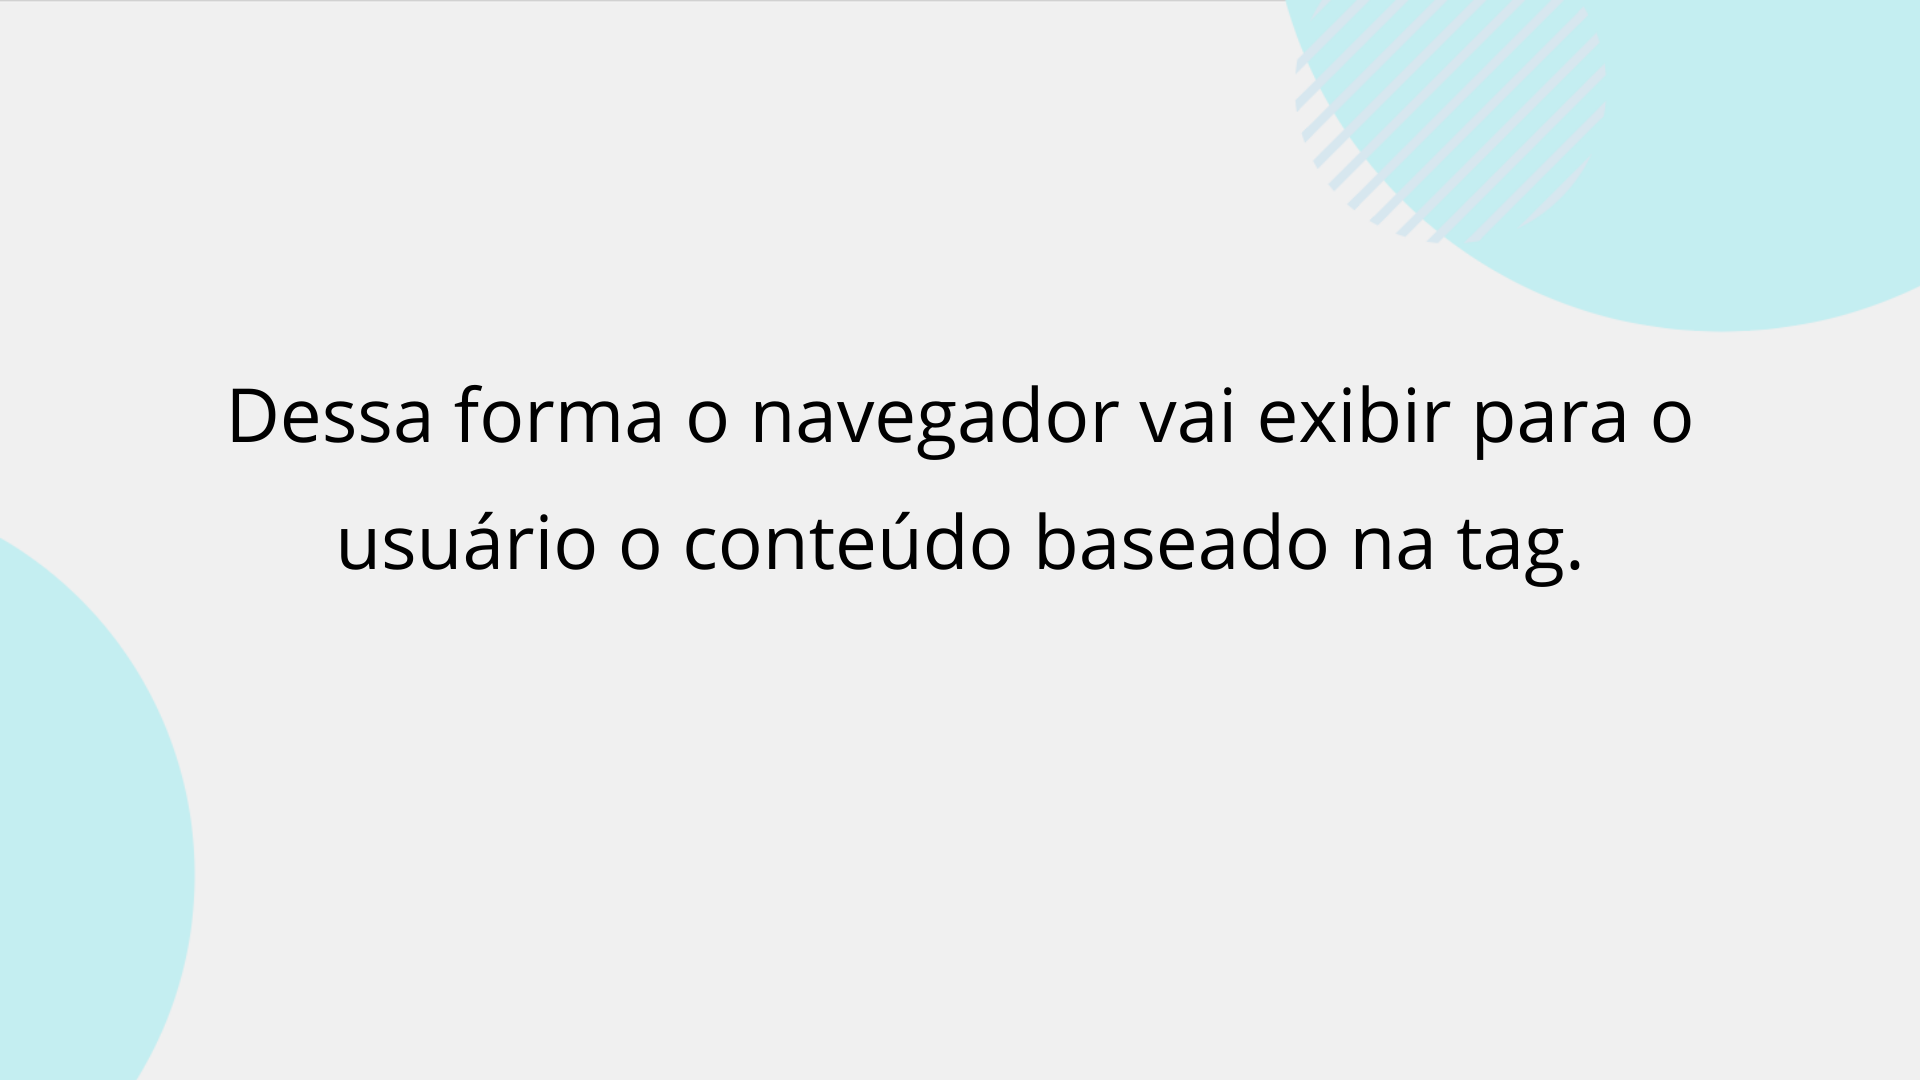 Dessa forma o navegador vai exibir para o
usuário o conteúdo baseado na tag.